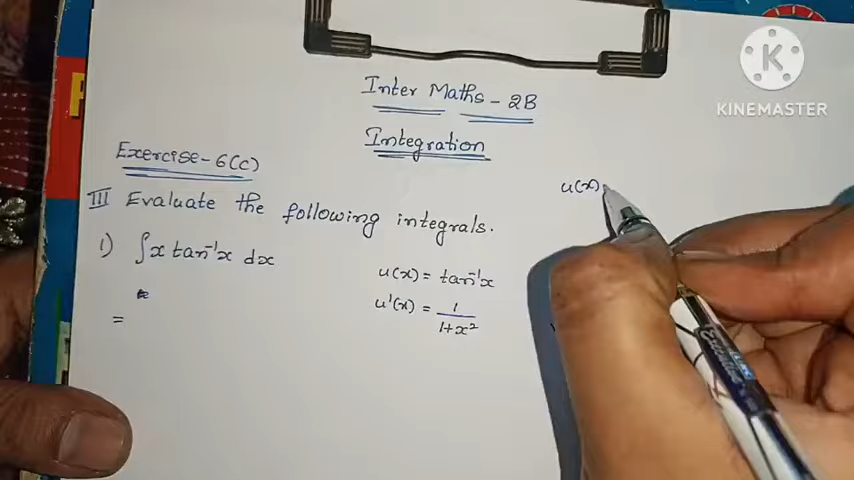 K
KINEMASTER
Inter Maths - 2B
Integration
Exercise - 6(c)
III Evaluate the following integrals.
1) ∫x tan⁻¹x dx
u(x) = tan⁻¹x
u'(x) = 1/(1+x²)
u(x)
=